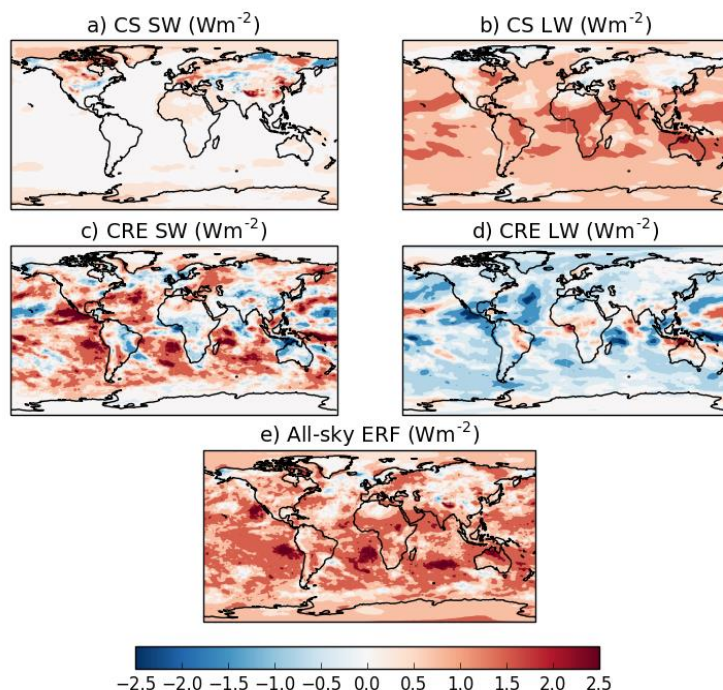 a) CS SW (Wm⁻²)
b) CS LW (Wm⁻²)
c) CRE SW (Wm⁻²)
d) CRE LW (Wm⁻²)
e) All-sky ERF (Wm⁻²)
−2.5 −2.0 −1.5 −1.0 −0.5 0.0 0.5 1.0 1.5 2.0 2.5